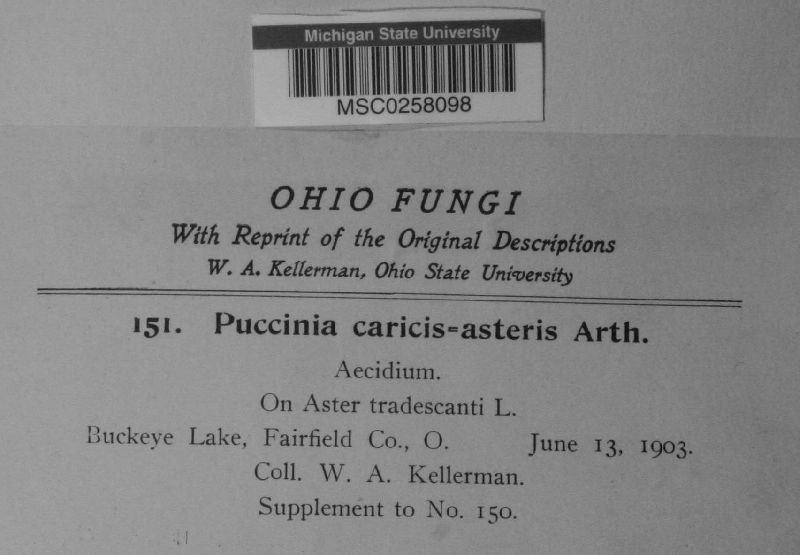 Michigan State University
MSC0258098
OHIO FUNGI
With Reprint of the Original Descriptions
W. A. Kellerman, Ohio State University
151. Puccinia caricis=asteris Arth.
Aecidium.
On Aster tradescanti L.
Buckeye Lake, Fairfield Co., O. June 13, 1903.
Coll. W. A. Kellerman.
Supplement to No. 150.